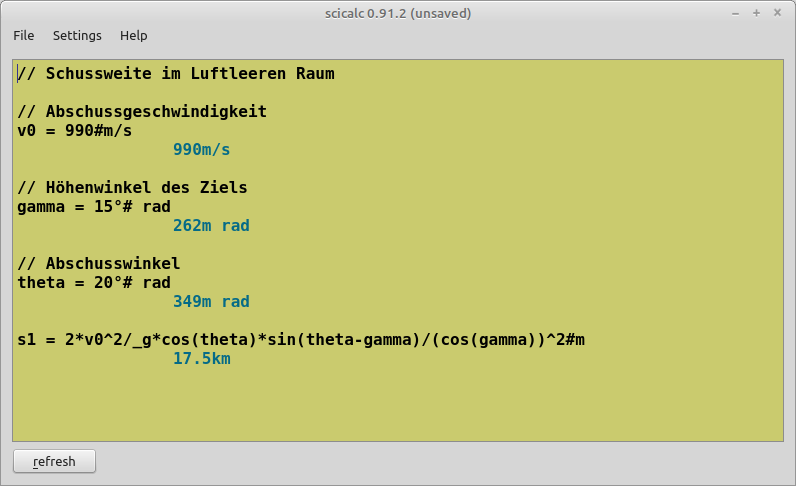 scicalc 0.91.2 (unsaved)
File Settings Help
// Schussweite im Luftleeren Raum
// Abschussgeschwindigkeit
v0 = 990#m/s
990m/s
// Höhenwinkel des Ziels
gamma = 15°# rad
262m rad
// Abschusswinkel
theta = 20°# rad
349m rad
s1 = 2*v0^2/_g*cos(theta)*sin(theta-gamma)/(cos(gamma))^2#m
17.5km
refresh